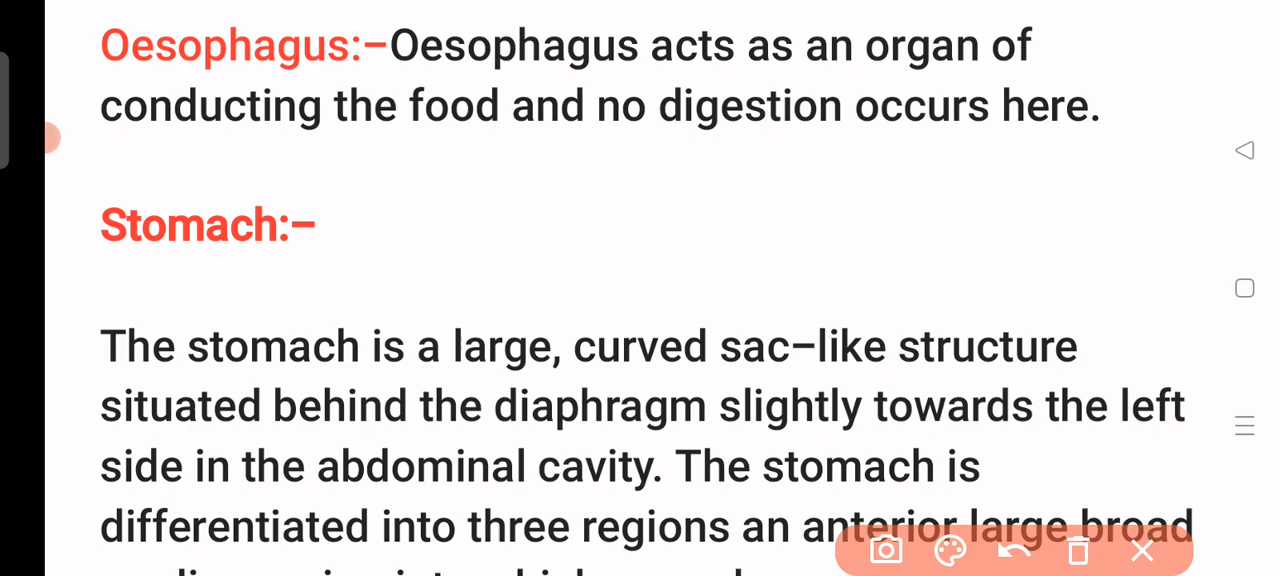 Oesophagus:–Oesophagus acts as an organ of
conducting the food and no digestion occurs here.
Stomach:–
The stomach is a large, curved sac–like structure
situated behind the diaphragm slightly towards the left
side in the abdominal cavity. The stomach is
differentiated into three regions an anterior large broad